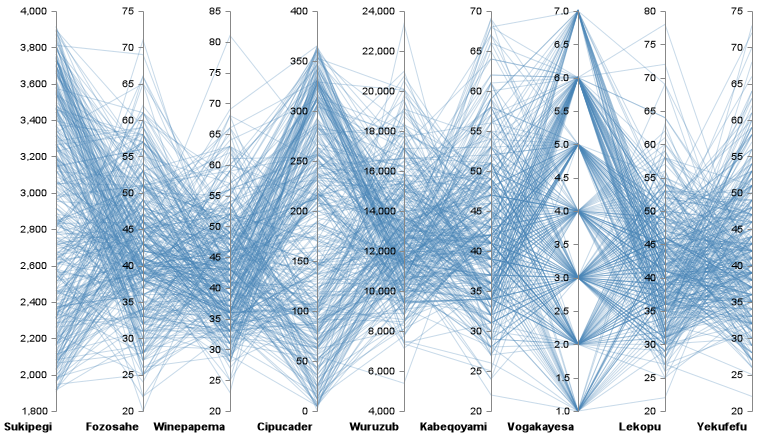 4,000 75 85 400 24,000 70 7.0 80 75
3,800 70 80 350 22,000 65 6.5 75 70
3,600 65 75 300 20,000 60 6.0 70 65
3,400 60 70 250 18,000 55 5.5 65 60
3,200 55 65 200 16,000 50 5.0 60 55
3,000 50 60 150 14,000 45 4.5 55 50
2,800 45 55 100 12,000 40 4.0 50 45
2,600 40 50 50 10,000 35 3.5 45 40
2,400 35 45 0 8,000 30 3.0 40 35
2,200 30 40 6,000 25 2.5 35 30
2,000 25 35 4,000 20 2.0 30 25
1,800 20 30 1.5 25 20
25 1.0 20
20
Sukipegi Fozosahe Winepapema Cipucader Wuruzub Kabeqoyami Vogakayesa Lekopu Yekufefu